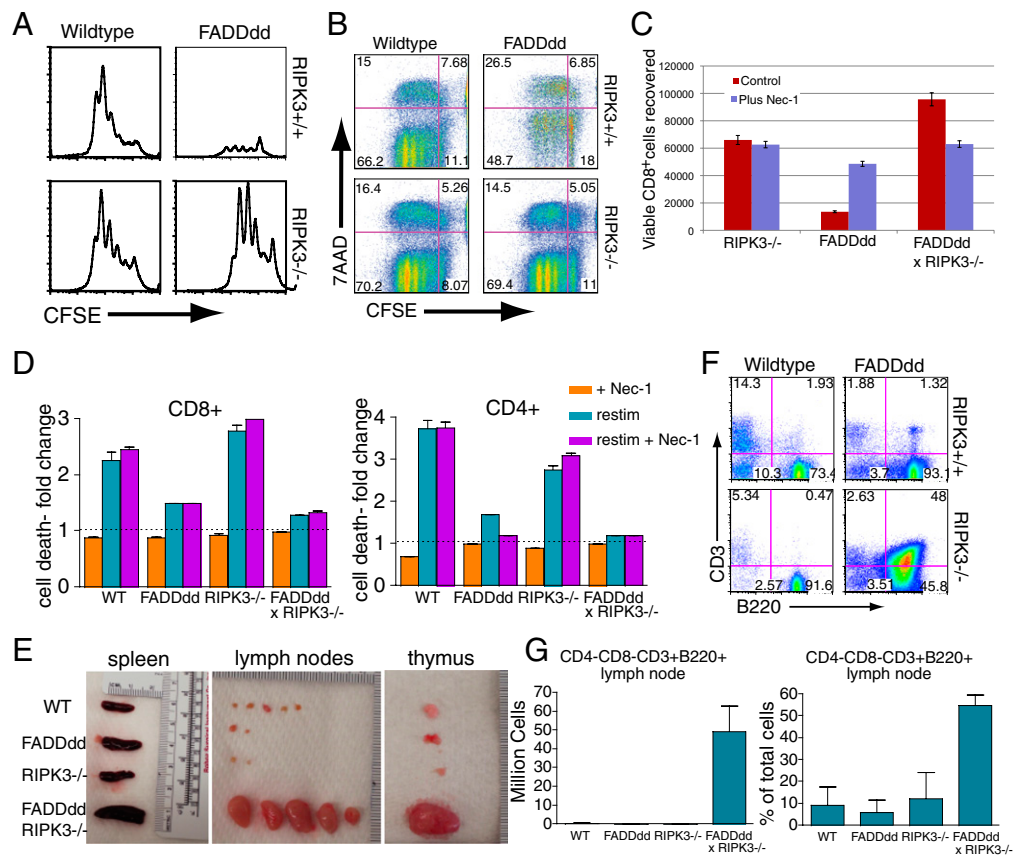 A
Wildtype
FADDdd
RIPK3+/+
RIPK3-/-
CFSE
B
Wildtype
FADDdd
15
7.68
66.2
11.1
26.5
6.85
48.7
18
RIPK3+/+
16.4
5.26
70.2
8.07
14.5
5.05
69.4
11
RIPK3-/-
7AAD
CFSE
C
Viable CD8+cells recovered
120000
100000
80000
60000
40000
20000
0
Control
Plus Nec-1
RIPK3-/-
FADDdd
FADDdd
x RIPK3-/-
D
CD8+
cell death- fold change
3
2
1
0
WT
FADDdd
RIPK3-/-
FADDdd
x RIPK3-/-
CD4+
cell death- fold change
4
2
1
0
WT
FADDdd
RIPK3-/-
FADDdd
x RIPK3-/-
+ Nec-1
restim
restim + Nec-1
F
Wildtype
FADDdd
14.3
1.93
10.3
73.4
1.88
1.32
3.7
93.1
RIPK3+/+
5.34
0.47
2.57
91.6
2.63
48
3.51
45.8
RIPK3-/-
CD3
B220
E
spleen
lymph nodes
thymus
WT
FADDdd
RIPK3-/-
FADDdd
RIPK3-/-
G
CD4-CD8-CD3+B220+
lymph node
Million Cells
70
60
50
40
30
20
10
0
WT
FADDdd
RIPK3-/-
FADDdd
x RIPK3-/-
CD4-CD8-CD3+B220+
lymph node
% of total cells
60
50
40
30
20
10
0
WT
FADDdd
RIPK3-/-
FADDdd
x RIPK3-/-